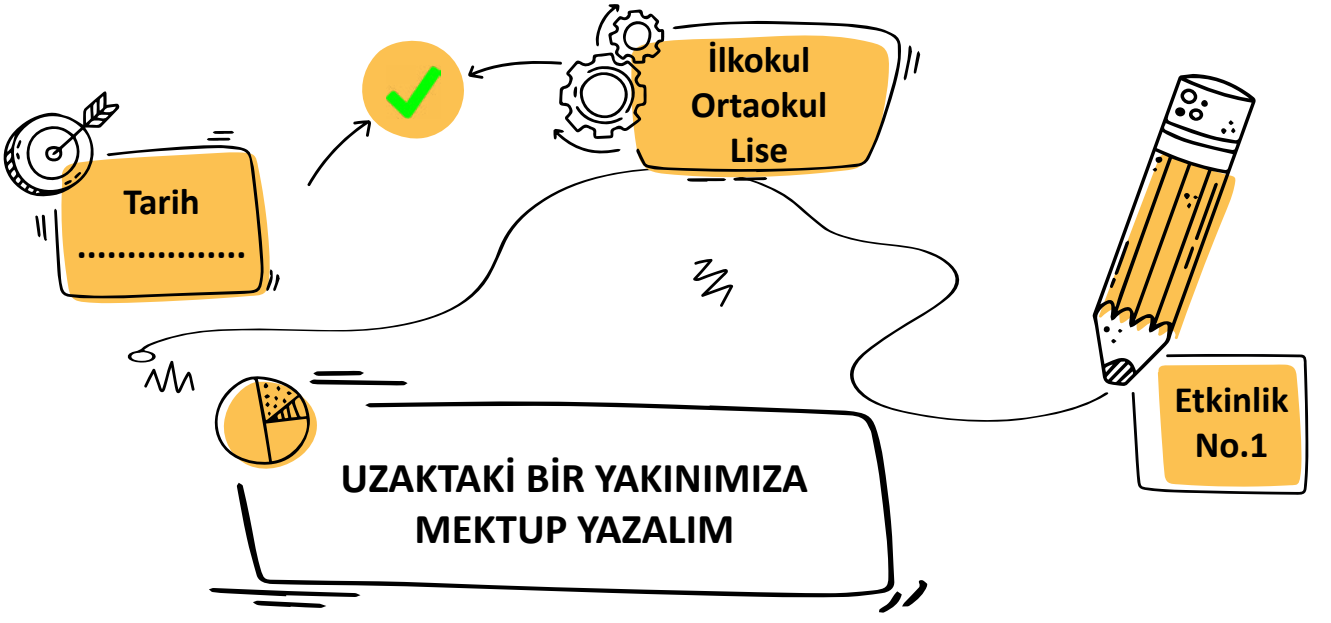 İlkokul
Ortaokul
Lise
Tarih
.................
Etkinlik
No.1
UZAKTAKİ BİR YAKINIMIZA
MEKTUP YAZALIM